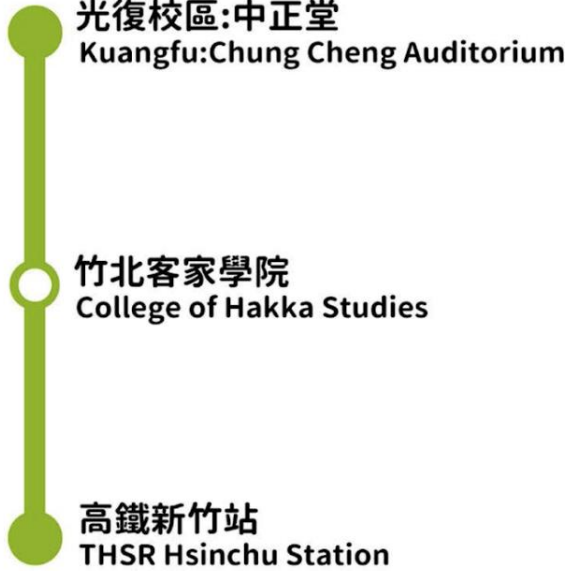 光復校區:中正堂
Kuangfu:Chung Cheng Auditorium
竹北客家學院
College of Hakka Studies
高鐵新竹站
THSR Hsinchu Station